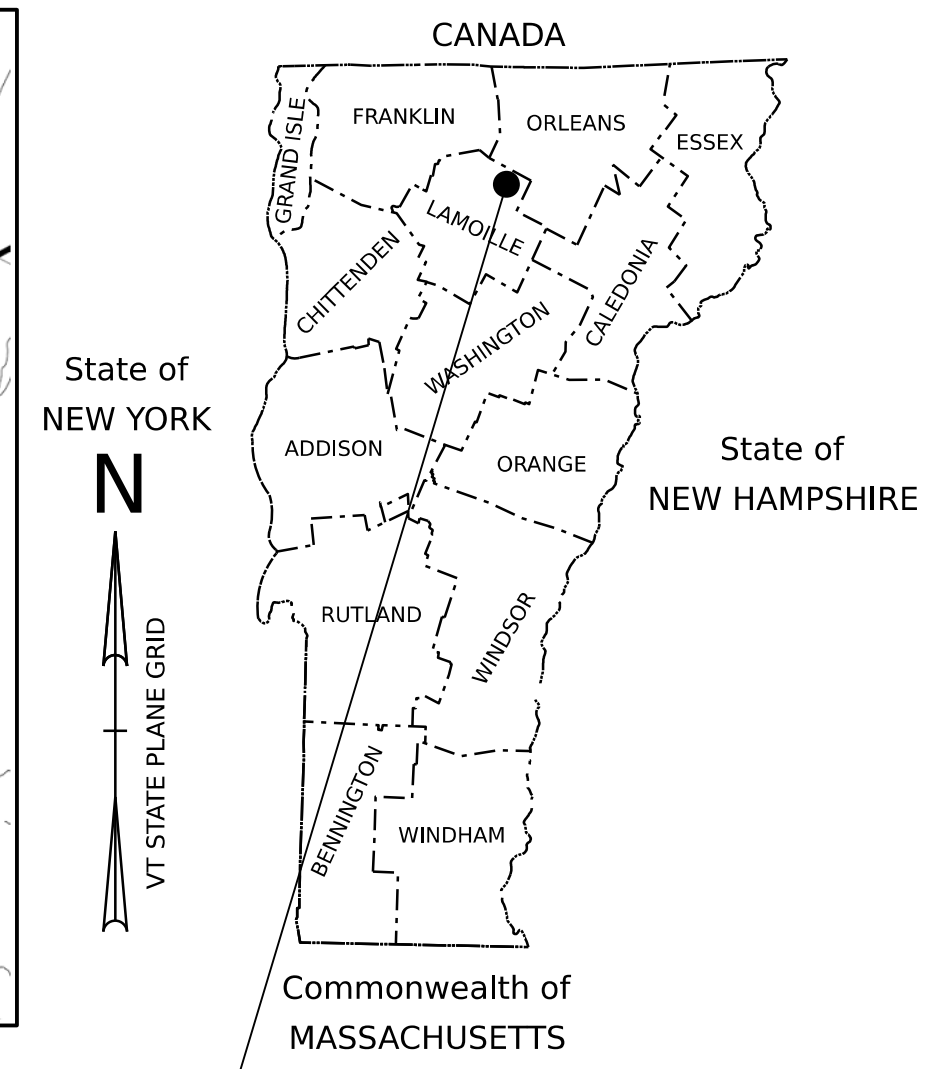 CANADA
GRAND ISLE
FRANKLIN
ORLEANS
ESSEX
LAMOILLE
CHITTENDEN
CALEDONIA
WASHINGTON
State of
NEW YORK
N
ADDISON
ORANGE
State of
NEW HAMPSHIRE
VT STATE PLANE GRID
RUTLAND
WINDSOR
BENNINGTON
WINDHAM
Commonwealth of
MASSACHUSETTS